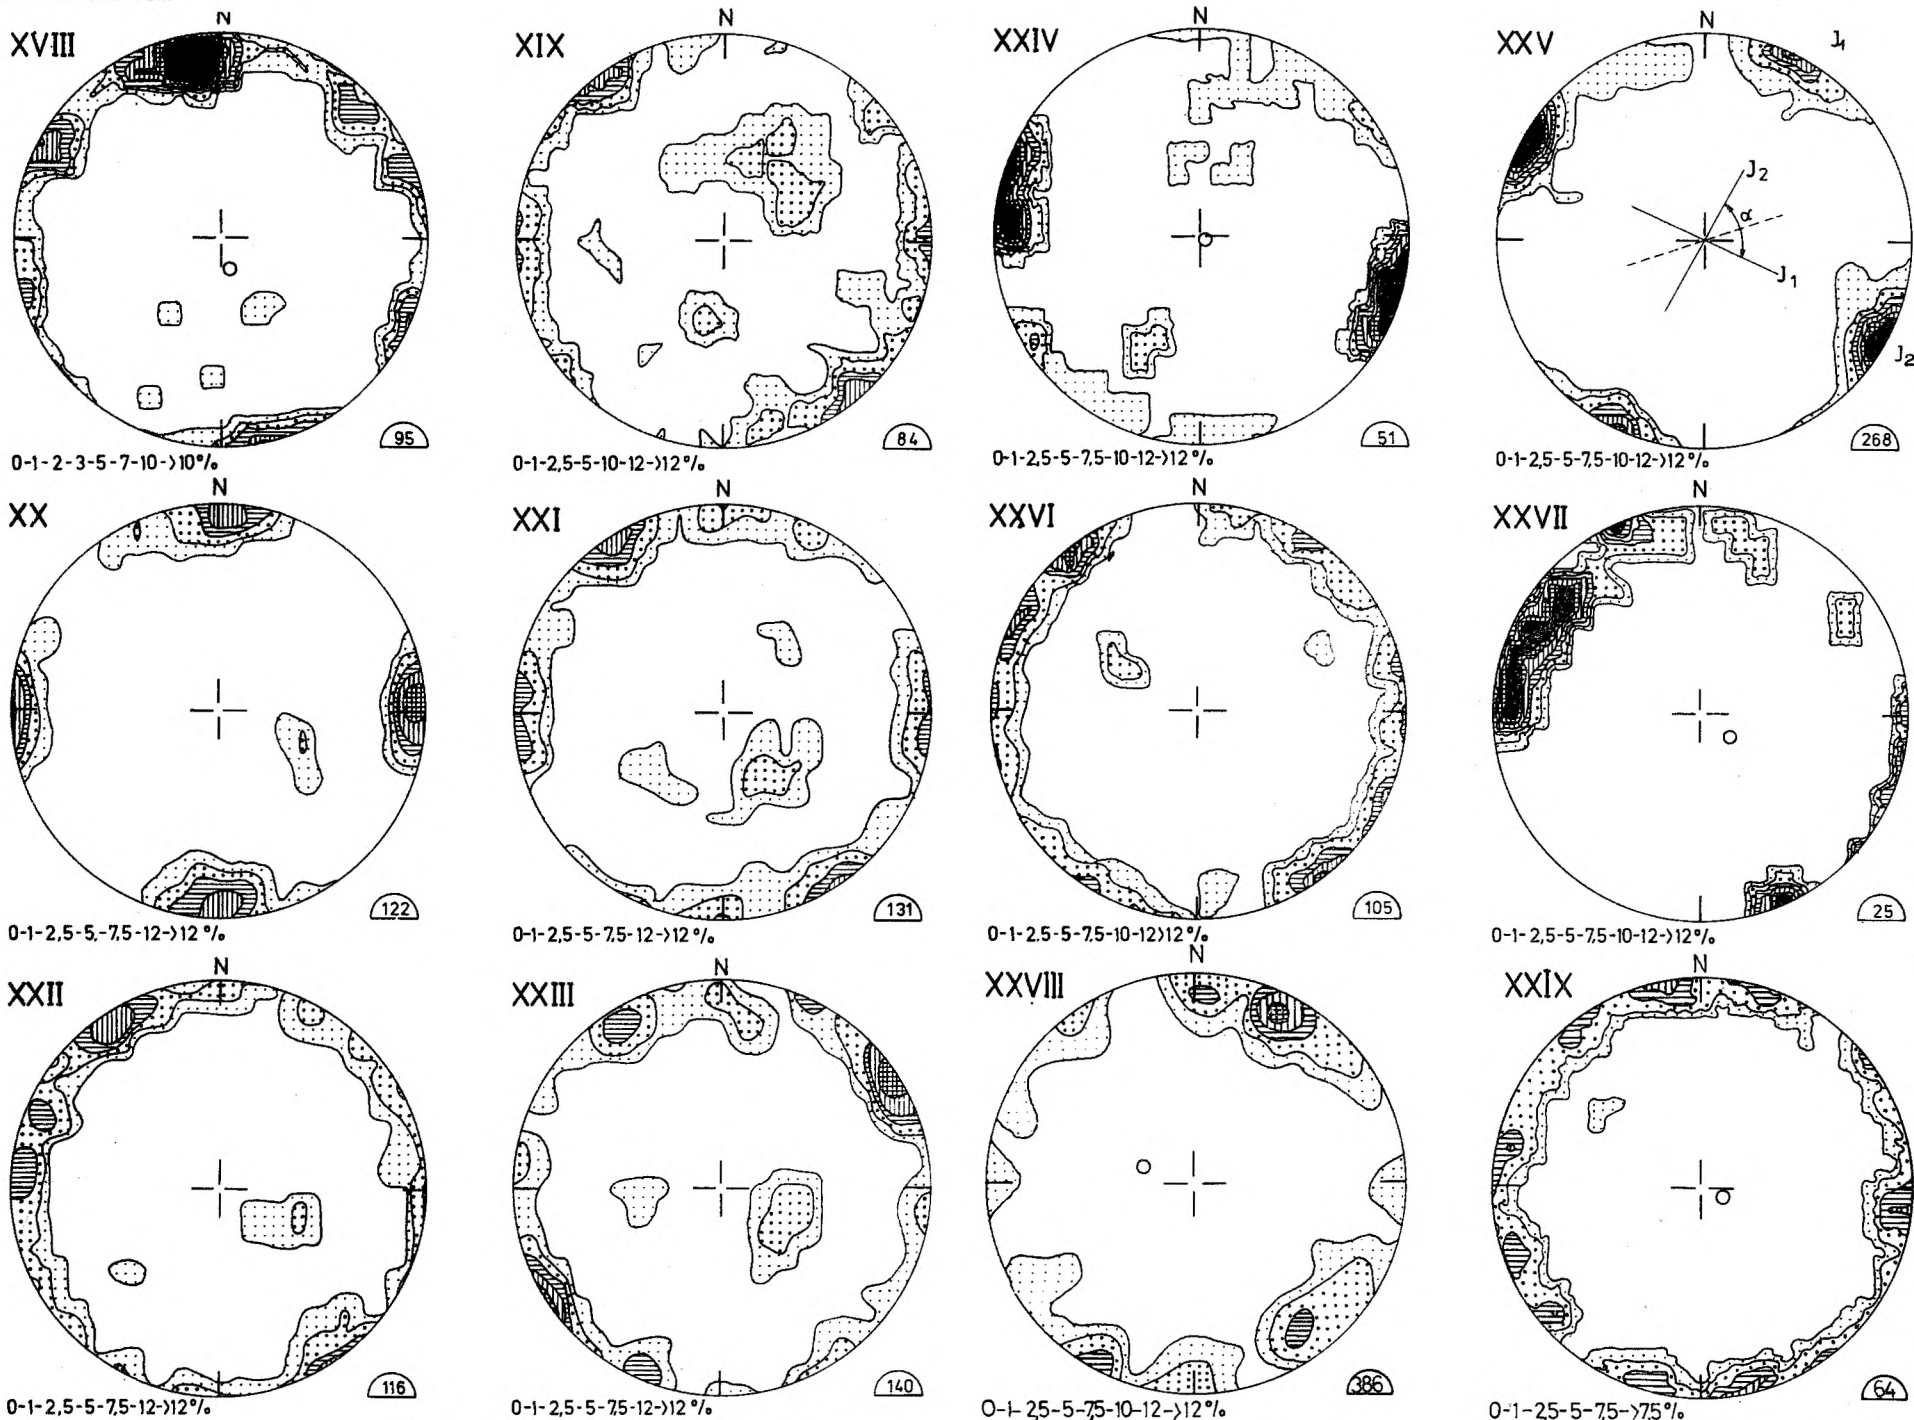 N
XVIII
95
0-1-2-3-5-7-10->10%
N
XIX
84
0-1-2,5-5-10-12->12%
N
XXIV
51
0-1-2,5-5-7,5-10-12->12%
N
XXV
J1
J2
α
J1
J2
268
0-1-2,5-5-7,5-10-12->12%
N
XX
122
0-1-2,5-5,-7,5-12->12%
N
XXI
131
0-1-2,5-5-7,5-12->12%
N
XXVI
105
0-1-2.5-5-7,5-10-12>12%
N
XXVII
25
0-1-2,5-5-7,5-10-12->12%
N
XXII
116
0-1-2,5-5-7,5-12->12%
N
XXIII
140
0-1-2,5-5-7,5-12->12%
N
XXVIII
386
0-1-2,5-5-7,5-10-12->12%
N
XXIX
64
0-1-2,5-5-7,5->7,5%